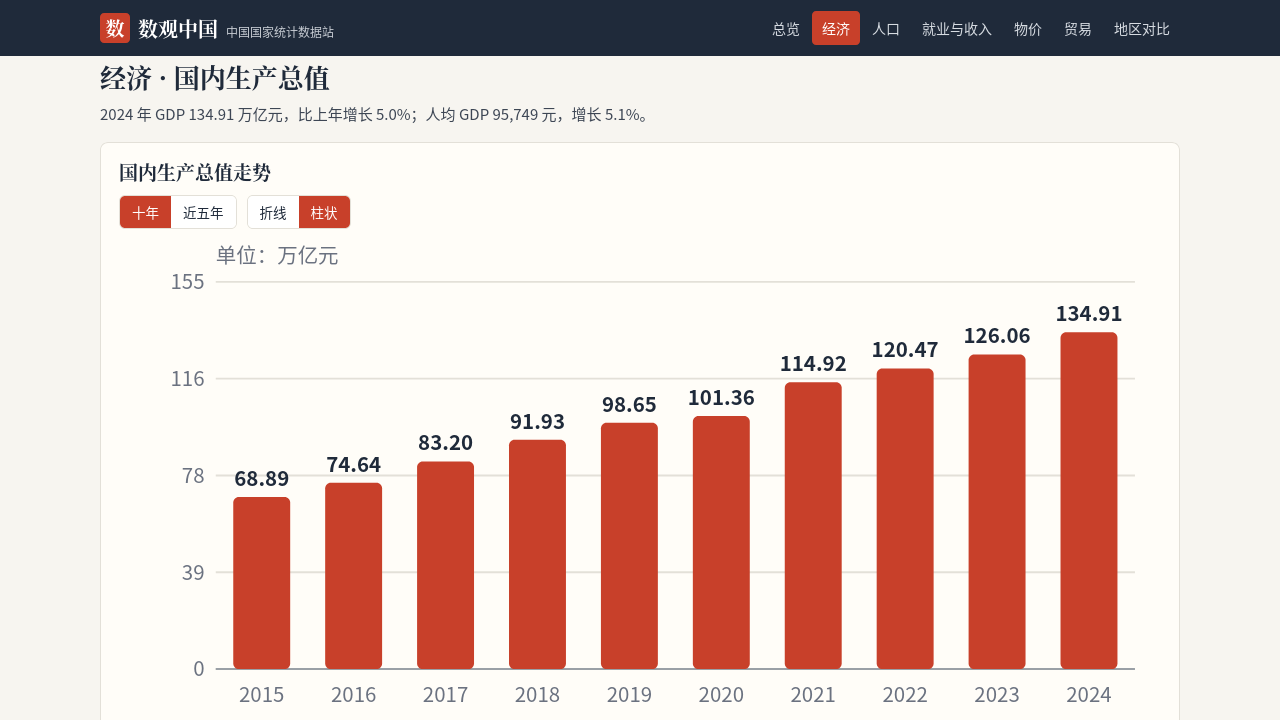 数 数观中国 中国国家统计数据站 总览 经济 人口 就业与收入 物价 贸易 地区对比
经济 · 国内生产总值
2024 年 GDP 134.91 万亿元，比上年增长 5.0%；人均 GDP 95,749 元，增长 5.1%。
国内生产总值走势
十年 近五年 折线 柱状
单位：万亿元
155
134.91
126.06
120.47
114.92
116
101.36
98.65
91.93
83.20
74.64
68.89
78
39
0
2015 2016 2017 2018 2019 2020 2021 2022 2023 2024